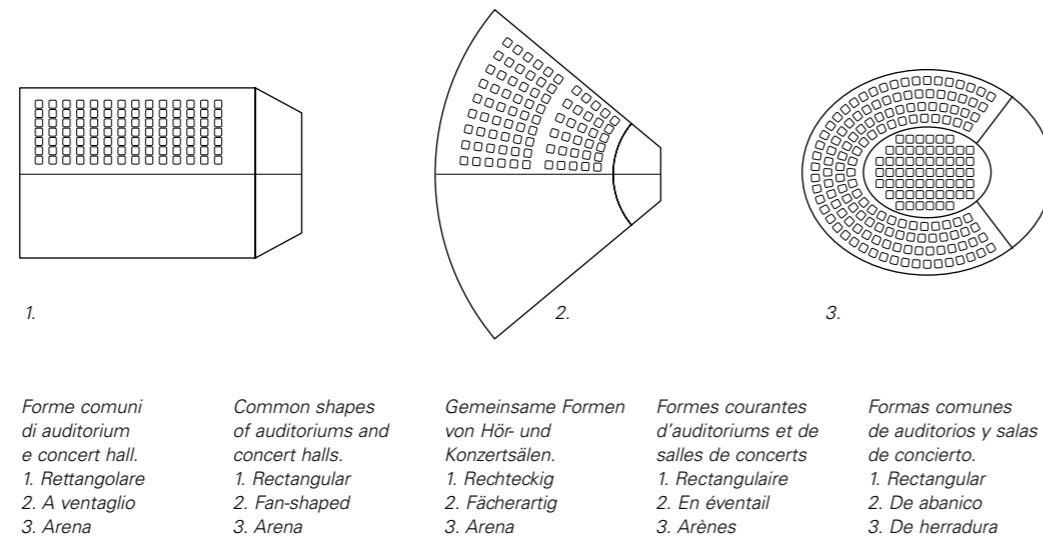 1.
2.
3.
Forme comuni
di auditorium
e concert hall.
1. Rettangolare
2. A ventaglio
3. Arena
Common shapes
of auditoriums and
concert halls.
1. Rectangular
2. Fan-shaped
3. Arena
Gemeinsame Formen
von Hör- und
Konzertsälen.
1. Rechteckig
2. Fächerartig
3. Arena
Formes courantes
d'auditoriums et de
salles de concerts
1. Rectangulaire
2. En éventail
3. Arènes
Formas comunes
de auditorios y salas
de concierto.
1. Rectangular
2. De abanico
3. De herradura